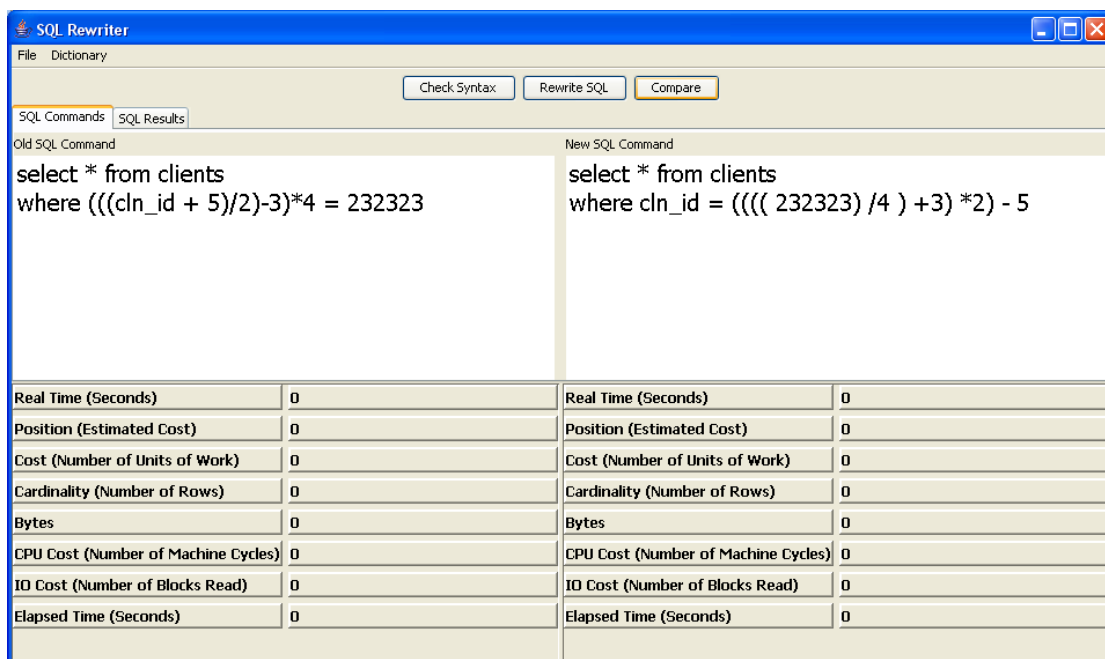 SQL Rewriter
File Dictionary
Check Syntax Rewrite SQL Compare
SQL Commands SQL Results
Old SQL Command New SQL Command
select * from clients select * from clients
where (((cln_id + 5)/2)-3)*4 = 232323 where cln_id = (((( 232323) /4 ) +3) *2) - 5
Real Time (Seconds) 0 Real Time (Seconds) 0
Position (Estimated Cost) 0 Position (Estimated Cost) 0
Cost (Number of Units of Work) 0 Cost (Number of Units of Work) 0
Cardinality (Number of Rows) 0 Cardinality (Number of Rows) 0
Bytes 0 Bytes 0
CPU Cost (Number of Machine Cycles) 0 CPU Cost (Number of Machine Cycles) 0
IO Cost (Number of Blocks Read) 0 IO Cost (Number of Blocks Read) 0
Elapsed Time (Seconds) 0 Elapsed Time (Seconds) 0